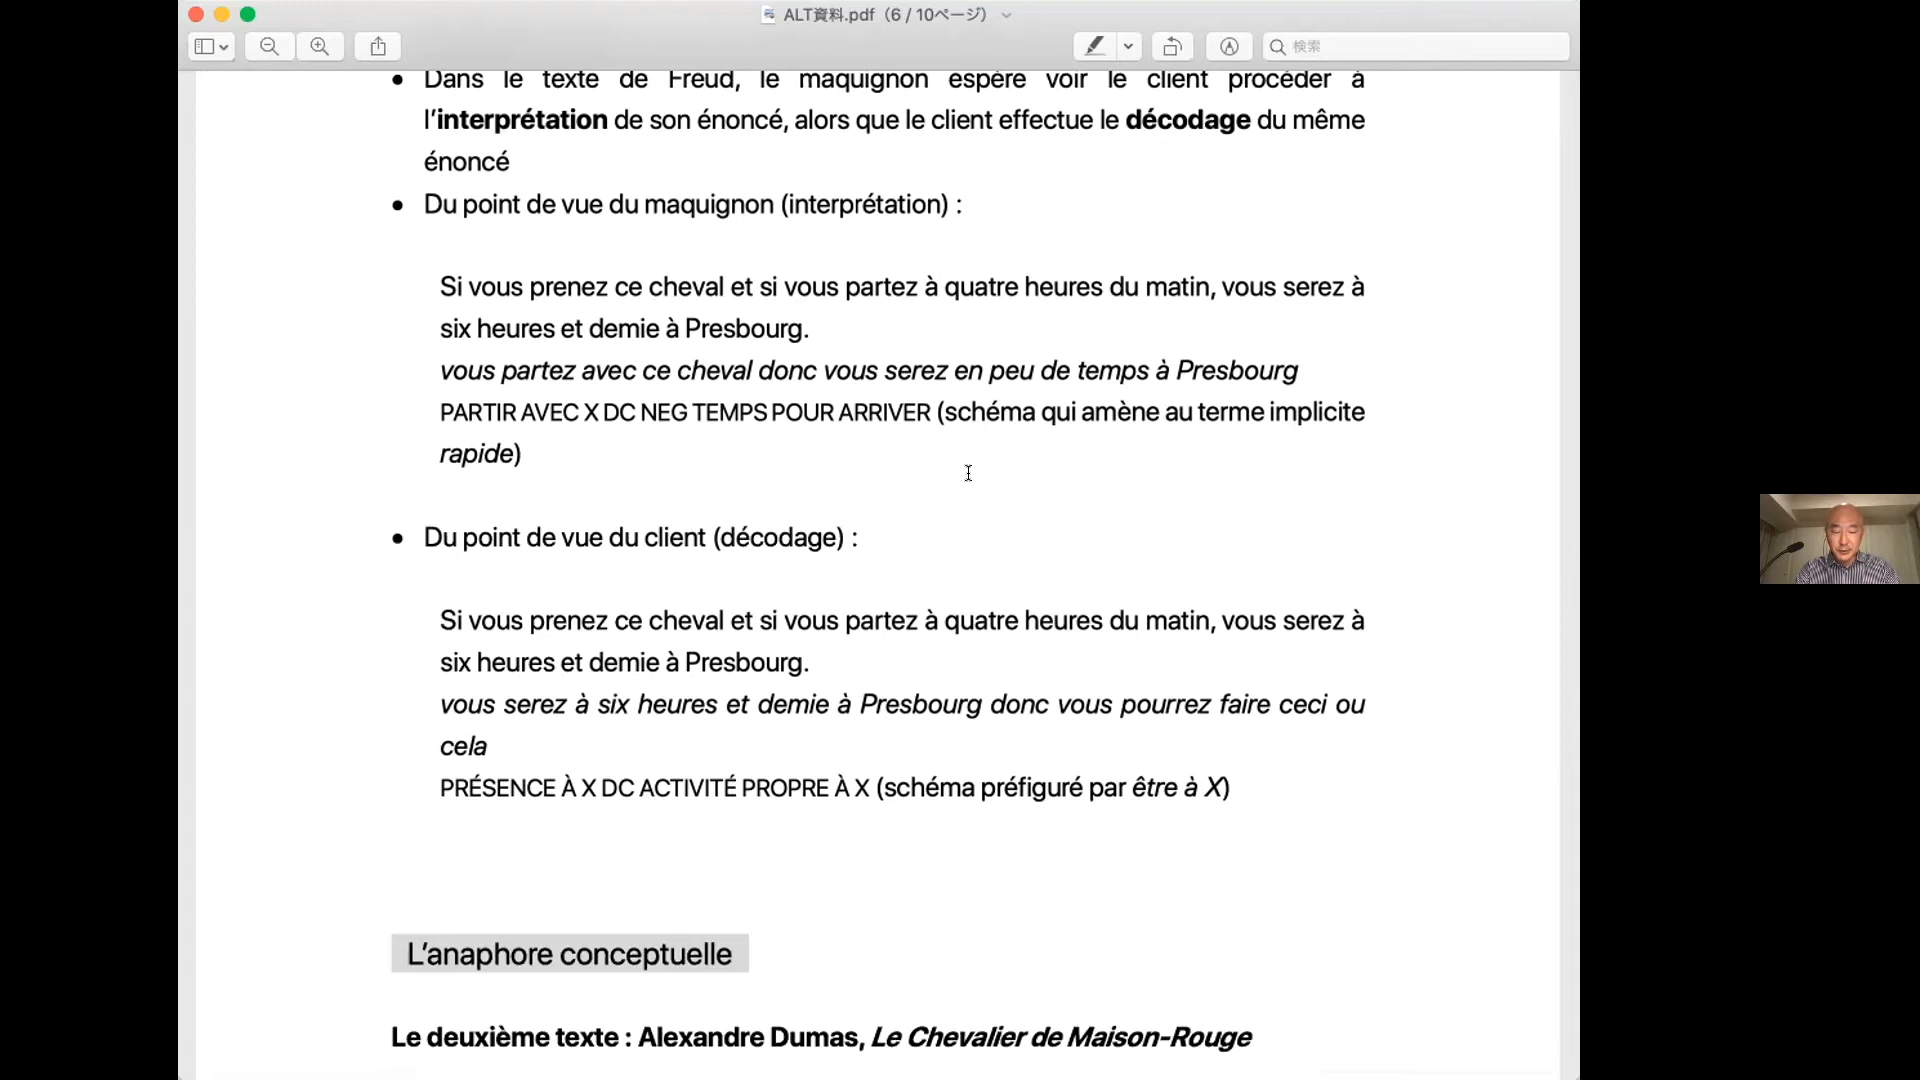 ALT資料.pdf（6 / 10ページ）
検索
• Dans le texte de Freud, le maquignon espère voir le client procéder à
l’interprétation de son énoncé, alors que le client effectue le décodage du même
énoncé
• Du point de vue du maquignon (interprétation) :
Si vous prenez ce cheval et si vous partez à quatre heures du matin, vous serez à
six heures et demie à Presbourg.
vous partez avec ce cheval donc vous serez en peu de temps à Presbourg
PARTIR AVEC X DC NEG TEMPS POUR ARRIVER (schéma qui amène au terme implicite
rapide)
• Du point de vue du client (décodage) :
Si vous prenez ce cheval et si vous partez à quatre heures du matin, vous serez à
six heures et demie à Presbourg.
vous serez à six heures et demie à Presbourg donc vous pourrez faire ceci ou
cela
PRÉSENCE À X DC ACTIVITÉ PROPRE À X (schéma préfiguré par être à X)
L’anaphore conceptuelle
Le deuxième texte : Alexandre Dumas, Le Chevalier de Maison-Rouge